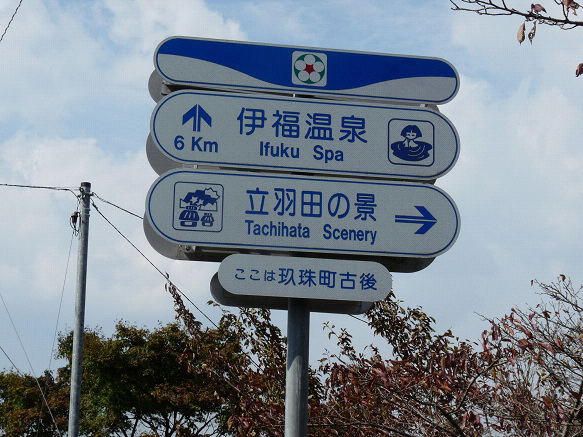 6 Km
伊福温泉
Ifuku Spa
立羽田の景
Tachihata Scenery
ここは玖珠町古後